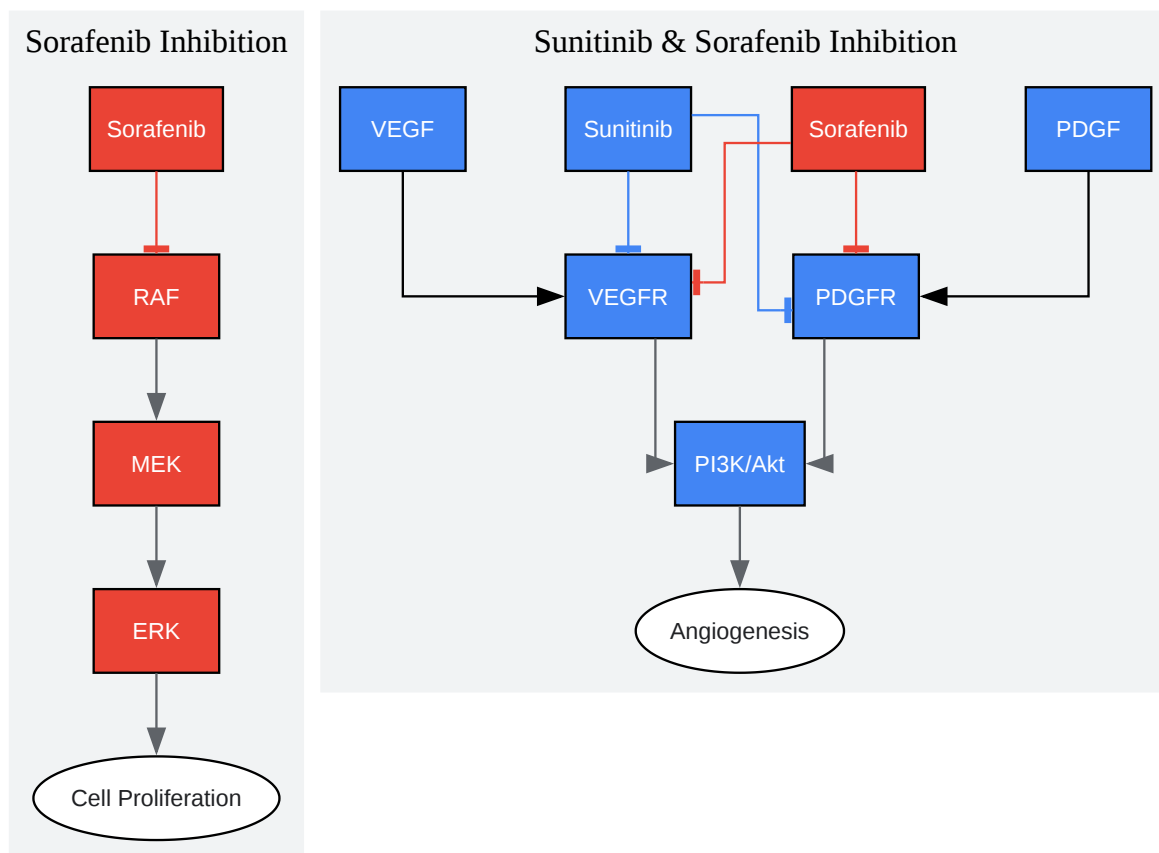 Sorafenib Inhibition
Sorafenib
RAF
MEK
ERK
Cell Proliferation
Sunitinib & Sorafenib Inhibition
VEGF
Sunitinib
Sorafenib
PDGF
VEGFR
PDGFR
PI3K/Akt
Angiogenesis